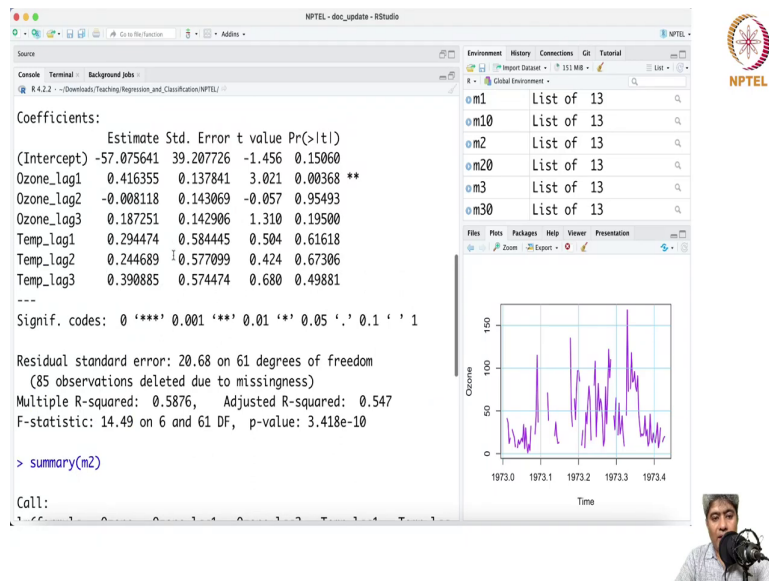 NPTEL - doc_update - RStudio
Go to file/function
Addins
NPTEL
Source
Console Terminal Background Jobs
R 4.2.2 · ~/Downloads/Teaching/Regression_and_Classification/NPTEL/
Coefficients:
Estimate Std. Error t value Pr(>|t|)
(Intercept) -57.075641 39.207726 -1.456 0.15060
Ozone_lag1 0.416355 0.137841 3.021 0.00368 **
Ozone_lag2 -0.008118 0.143069 -0.057 0.95493
Ozone_lag3 0.187251 0.142906 1.310 0.19500
Temp_lag1 0.294474 0.584445 0.504 0.61618
Temp_lag2 0.244689 0.577099 0.424 0.67306
Temp_lag3 0.390885 0.574474 0.680 0.49881
---
Signif. codes: 0 ‘***’ 0.001 ‘**’ 0.01 ‘*’ 0.05 ‘.’ 0.1 ‘ ’ 1
Residual standard error: 20.68 on 61 degrees of freedom
(85 observations deleted due to missingness)
Multiple R-squared: 0.5876, Adjusted R-squared: 0.547
F-statistic: 14.49 on 6 and 61 DF, p-value: 3.418e-10
> summary(m2)
Call:
Environment History Connections Git Tutorial
Import Dataset 151 MiB List
R Global Environment
m1 List of 13
m10 List of 13
m2 List of 13
m20 List of 13
m3 List of 13
m30 List of 13
Files Plots Packages Help Viewer Presentation
Zoom Export
Ozone
150
100
50
0
1973.0 1973.1 1973.2 1973.3 1973.4
Time
NPTEL